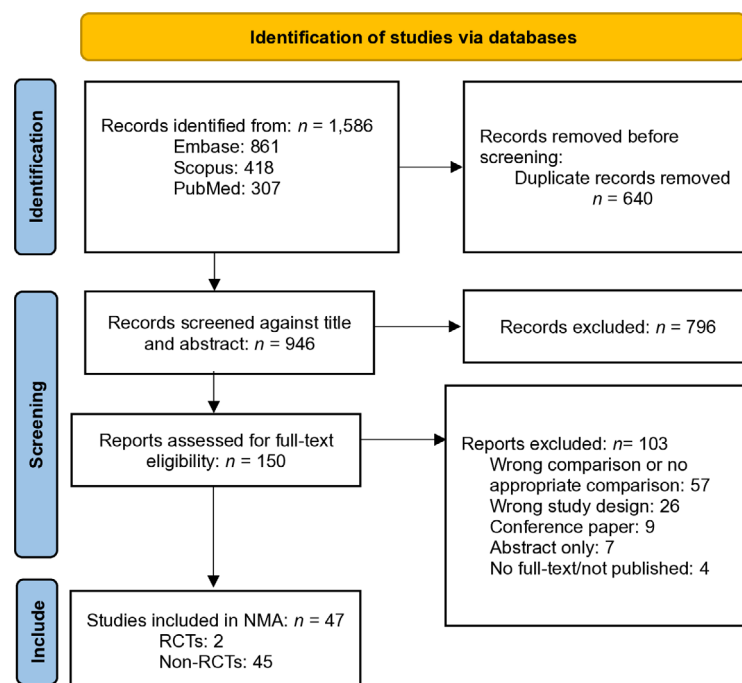 Identification of studies via databases
Identification
Records identified from: n = 1,586
Embase: 861
Scopus: 418
PubMed: 307
Records removed before
screening:
Duplicate records removed
n = 640
Screening
Records screened against title
and abstract: n = 946
Records excluded: n = 796
Reports assessed for full-text
eligibility: n = 150
Reports excluded: n= 103
Wrong comparison or no
appropriate comparison: 57
Wrong study design: 26
Conference paper: 9
Abstract only: 7
No full-text/not published: 4
Include
Studies included in NMA: n = 47
RCTs: 2
Non-RCTs: 45